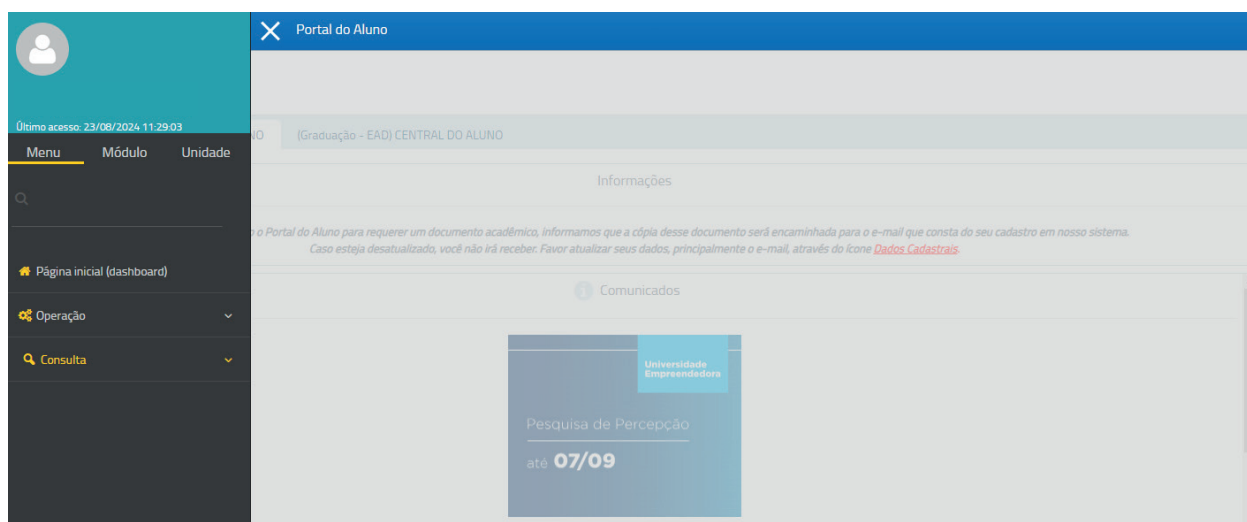 Portal do Aluno
Último acesso: 23/08/2024 11:29:03
Menu Módulo Unidade
Página inicial (dashboard)
Operação
Consulta
NO (Graduação - EAD) CENTRAL DO ALUNO
Informações
o Portal do Aluno para requerer um documento acadêmico, informamos que a cópia desse documento será encaminhada para o e-mail que consta do seu cadastro em nosso sistema.
Caso esteja desatualizado, você não irá receber. Favor atualizar seus dados, principalmente o e-mail, através do ícone Dados Cadastrais.
Comunicados
Universidade
Empreendedora
Pesquisa de Percepção
até 07/09